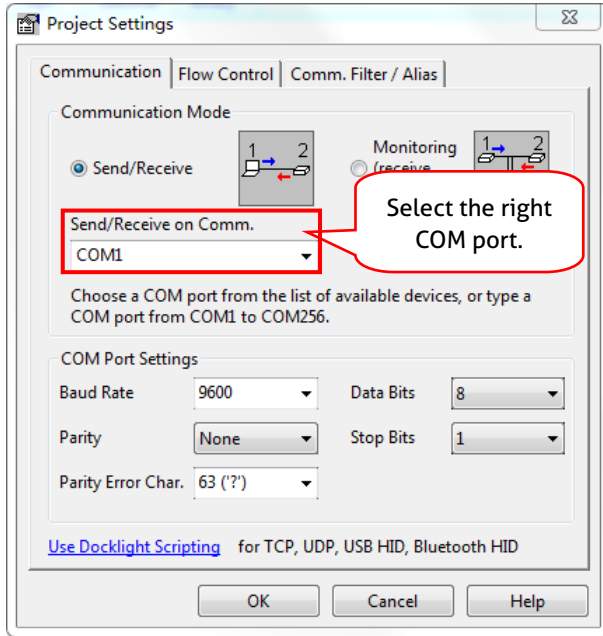 Project Settings
Communication
Flow Control
Comm. Filter / Alias
Communication Mode
Send/Receive
1 2
Monitoring
(receive
1 2
Select the right
COM port.
Send/Receive on Comm.
COM1
Choose a COM port from the list of available devices, or type a
COM port from COM1 to COM256.
COM Port Settings
Baud Rate 9600 Data Bits 8
Parity None Stop Bits 1
Parity Error Char. 63 ('?')
Use Docklight Scripting for TCP, UDP, USB HID, Bluetooth HID
OK Cancel Help